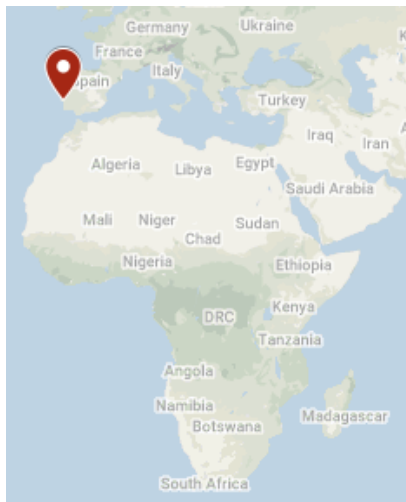 Germany
Ukraine
France
Italy
pain
Turkey
Iraq
Iran
Algeria
Libya
Egypt
Saudi Arabia
Mali
Niger
Chad
Sudan
Nigeria
Ethiopia
DRC
Kenya
Tanzania
Angola
Namibia
Botswana
Madagascar
South Africa